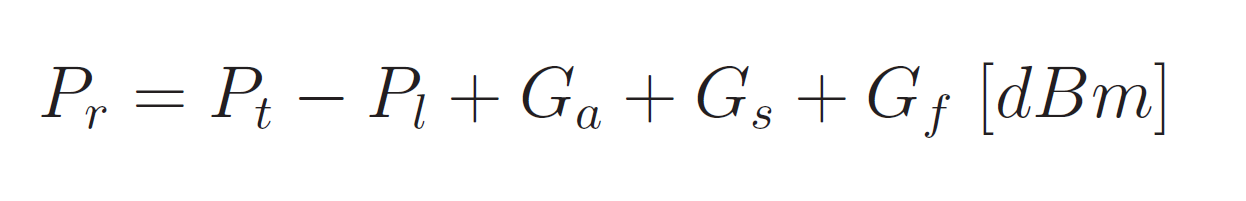 P_r = P_t − P_l + G_a + G_s + G_f [dBm]